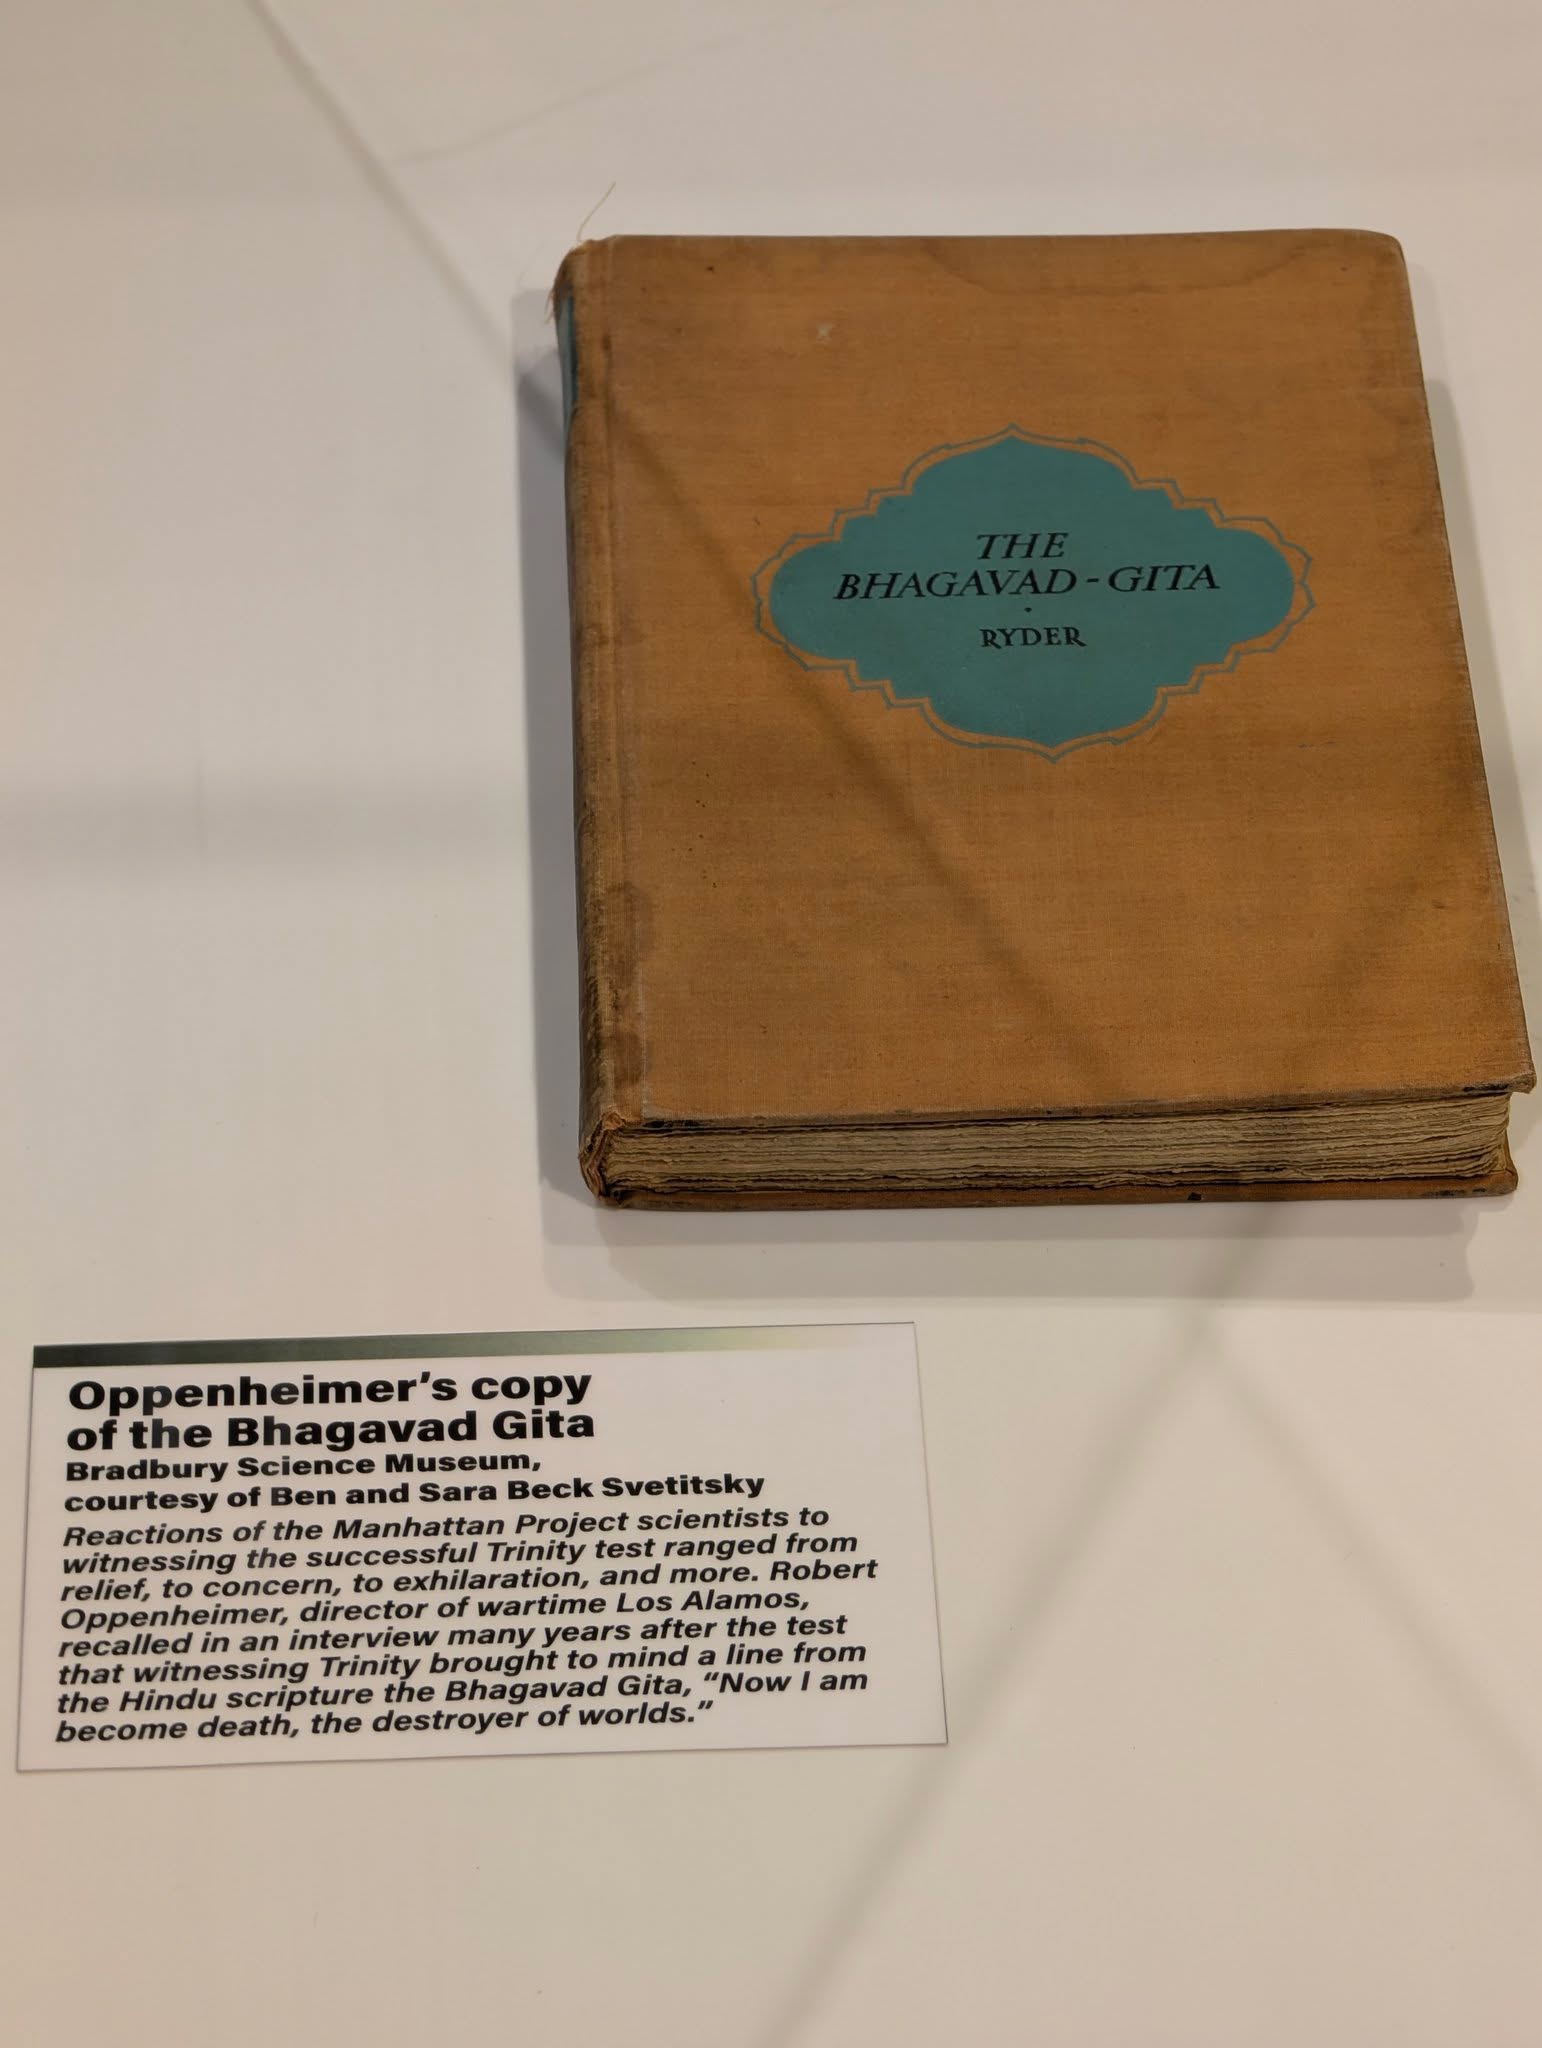 THE
BHAGAVAD-GITA
·
RYDER
Oppenheimer's copy
of the Bhagavad Gita
Bradbury Science Museum,
courtesy of Ben and Sara Beck Svetitsky
Reactions of the Manhattan Project scientists to
witnessing the successful Trinity test ranged from
relief, to concern, to exhilaration, and more. Robert
Oppenheimer, director of wartime Los Alamos,
recalled in an interview many years after the test
that witnessing Trinity brought to mind a line from
the Hindu scripture the Bhagavad Gita, “Now I am
become death, the destroyer of worlds.”